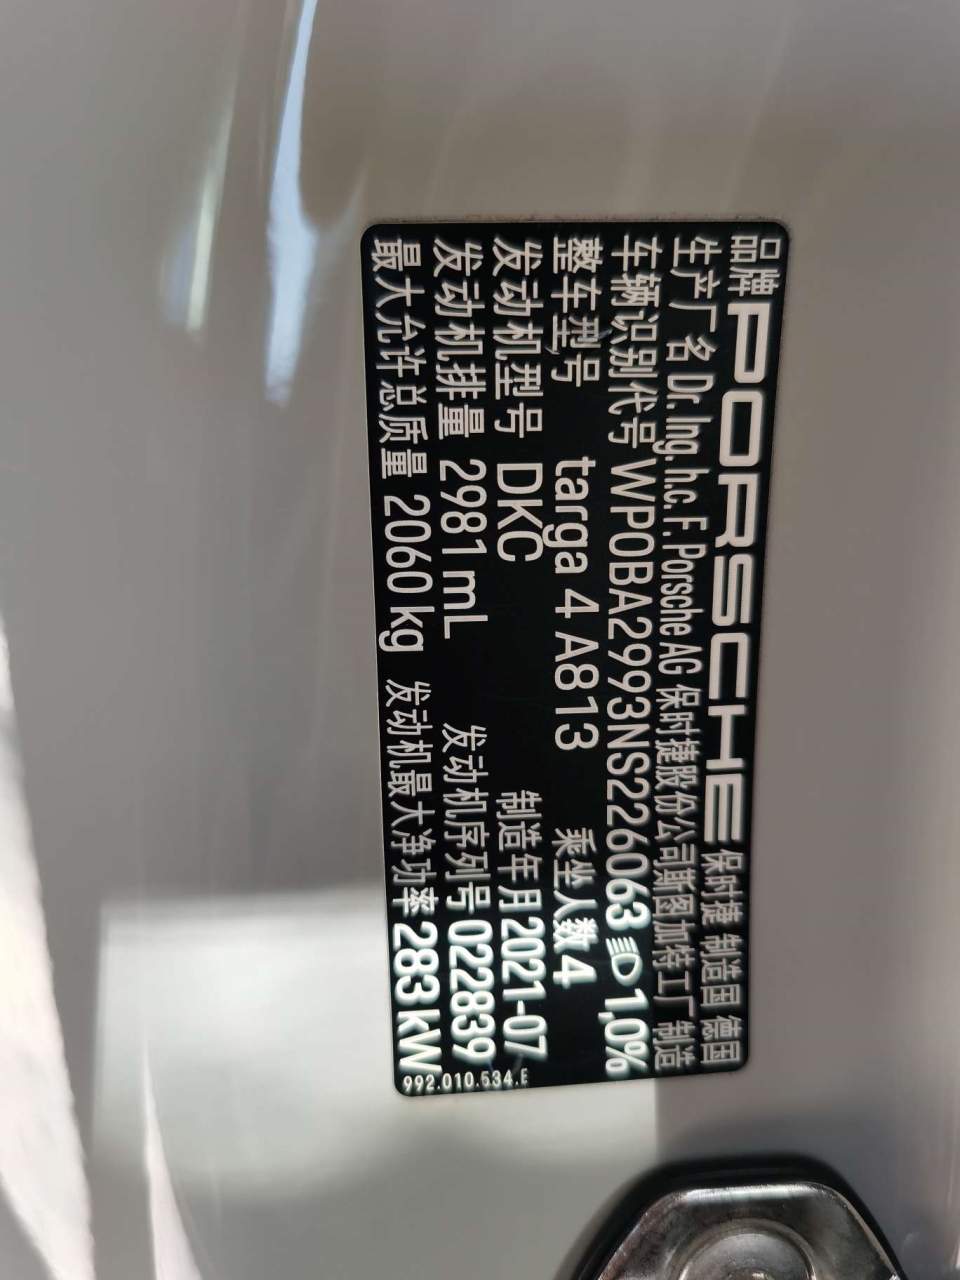 品牌 PORSCHE 保时捷 制造国 德国
生产厂名 Dr. Ing. h.c. F. Porsche AG 保时捷股份公司斯图加特工厂制造
车辆识别代号 WP0BA2993NS226063 1,0%
整车型号 targa 4 A813 乘坐人数 4
发动机型号 DKC 制造年月 2021-07
发动机排量 2981 mL 发动机序列号 022839
最大允许总质量 2060 kg 发动机最大净功率 283 kW
992.010.534.E